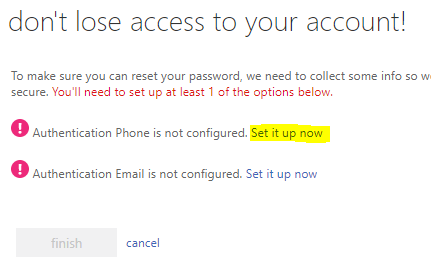 don't lose access to your account!
To make sure you can reset your password, we need to collect some info so we
secure. You'll need to set up at least 1 of the options below.
! Authentication Phone is not configured. Set it up now
! Authentication Email is not configured. Set it up now
finish cancel